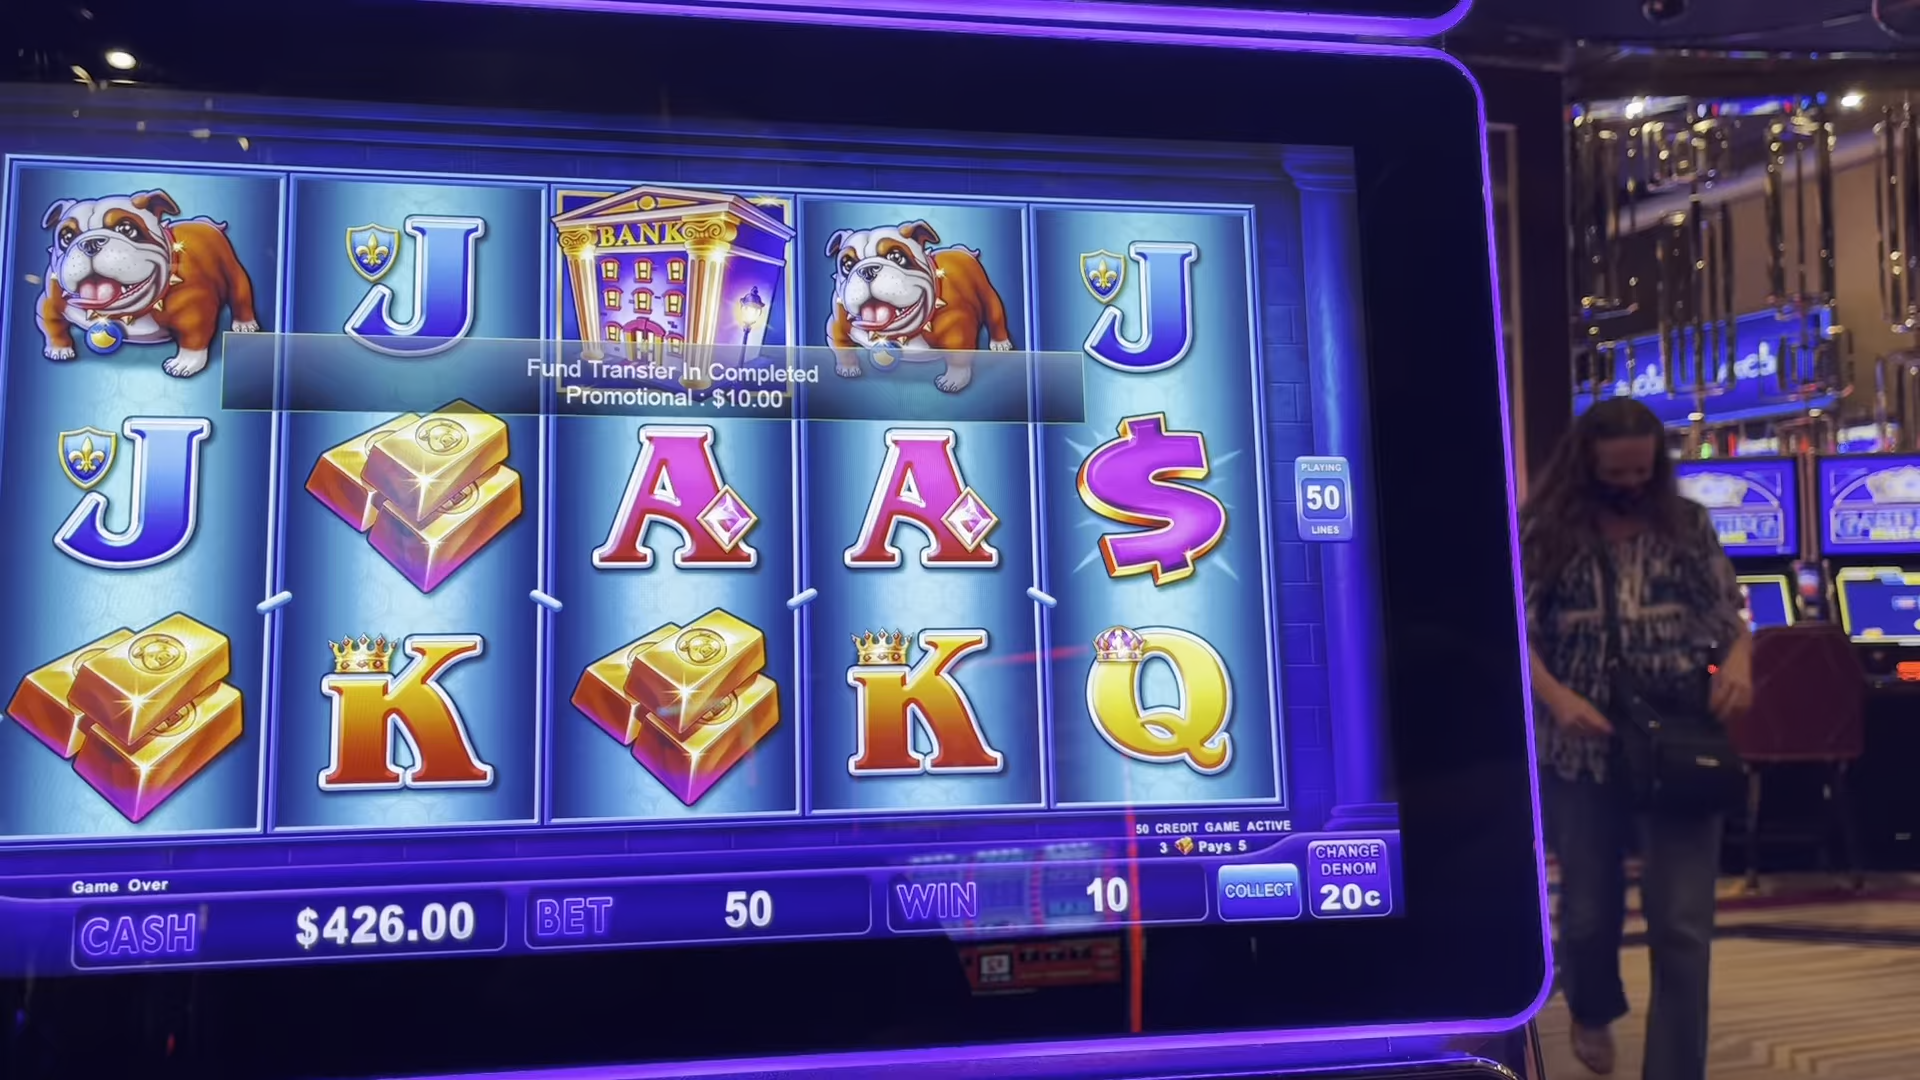 J
BANK
J
Fund Transfer In Completed
Promotional : $10.00
J
A
A
$
PLAYING
50
LINES
K
K
Q
50 CREDIT GAME ACTIVE
3 Pays 5
Game Over
CASH
$426.00
BET
50
WIN
10
COLLECT
CHANGE
DENOM
20¢